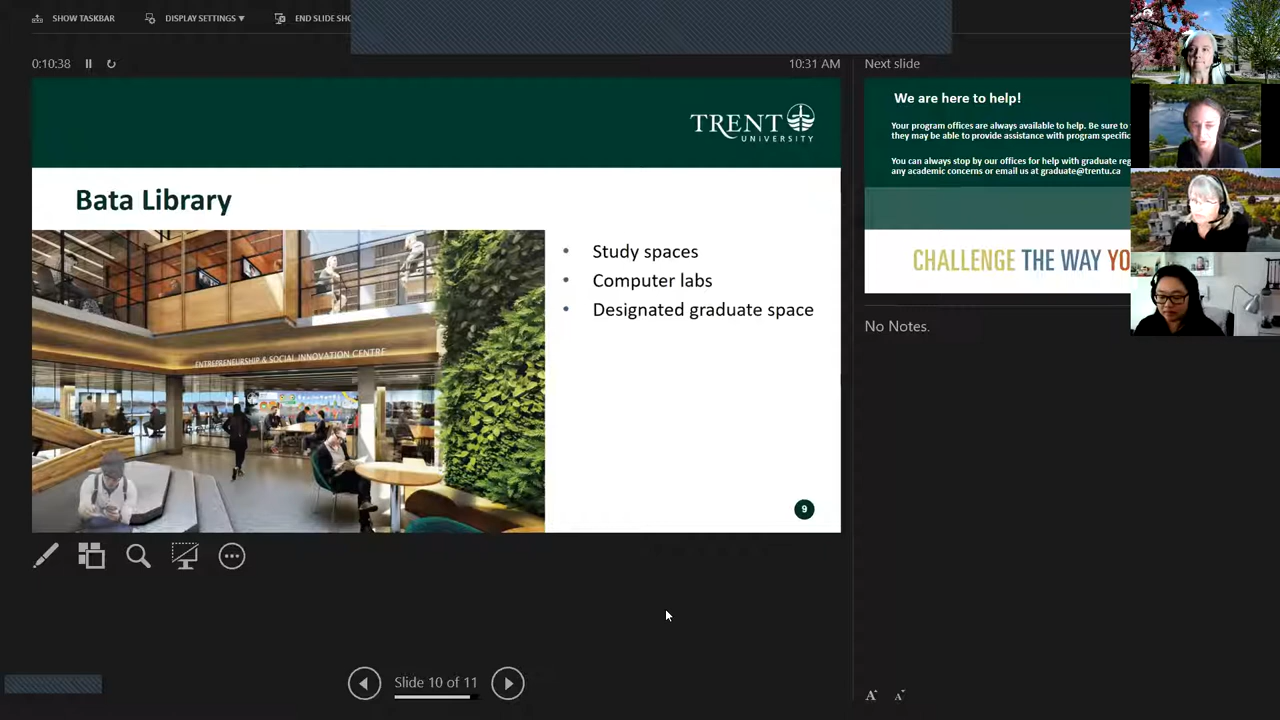 SHOW TASKBAR
DISPLAY SETTINGS ▼
END SLIDE SHO
0:10:38
10:31 AM
TRENT
UNIVERSITY
Bata Library
ENTREPRENEURSHIP & SOCIAL INNOVATION CENTRE
• Study spaces
• Computer labs
• Designated graduate space
9
Slide 10 of 11
Next slide
We are here to help!
Your program offices are always available to help. Be sure to
they may be able to provide assistance with program specific
You can always stop by our offices for help with graduate reg
any academic concerns or email us at graduate@trentu.ca
CHALLENGE THE WAY YO
No Notes.
A
A